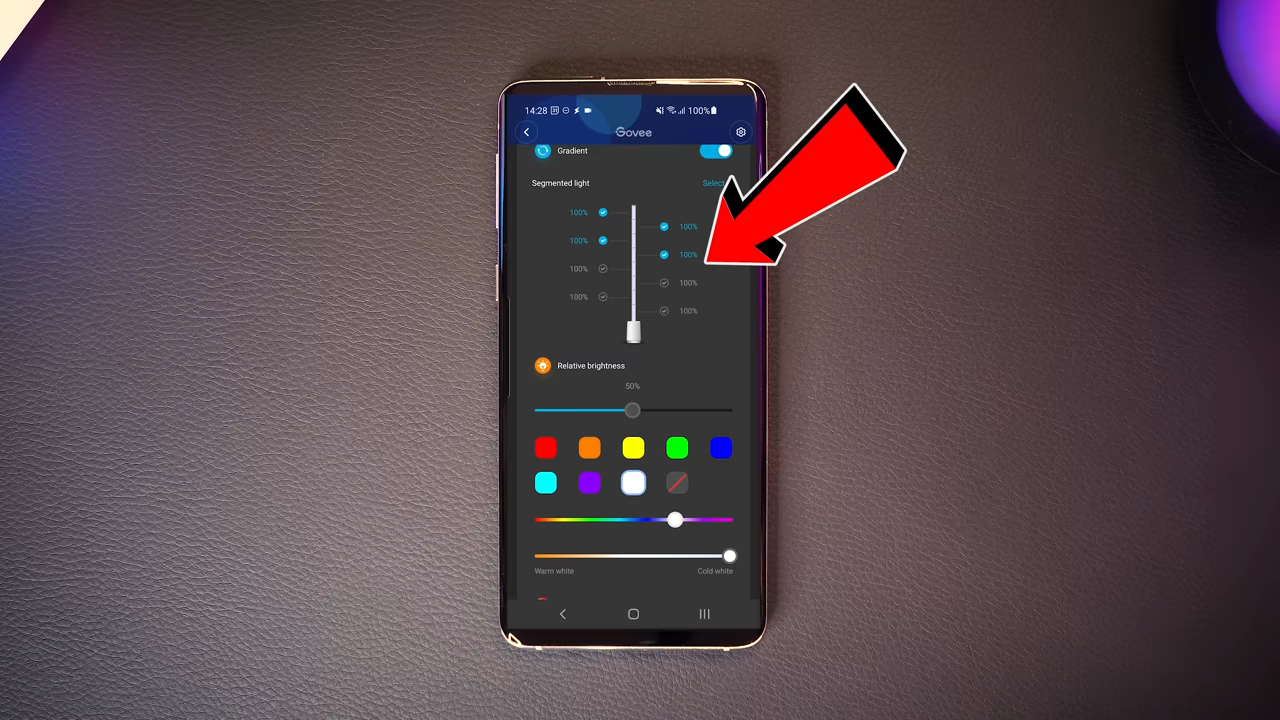 14:28 31 100%
Govee
Gradient
Segmented light Select
100%
100%
100%
100%
100%
100%
100%
100%
Relative brightness
50%
Warm white Cold white